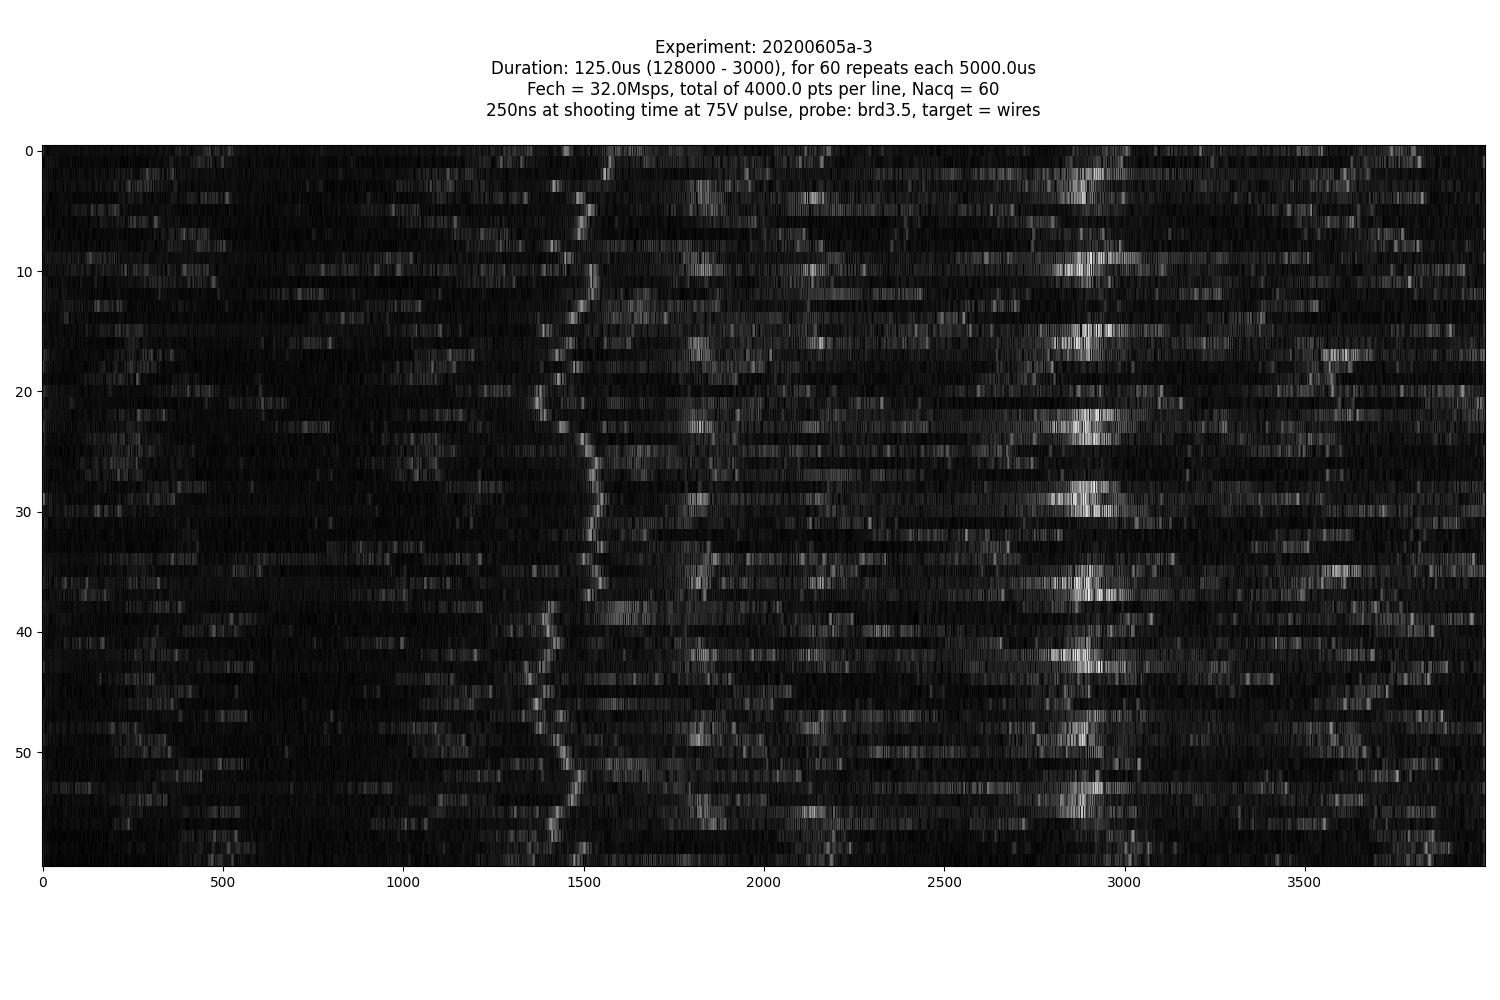 Experiment: 20200605a-3
Duration: 125.0us (128000 - 3000), for 60 repeats each 5000.0us
Fech = 32.0Msps, total of 4000.0 pts per line, Nacq = 60
250ns at shooting time at 75V pulse, probe: brd3.5, target = wires
0
10
20
30
40
50
0 500 1000 1500 2000 2500 3000 3500